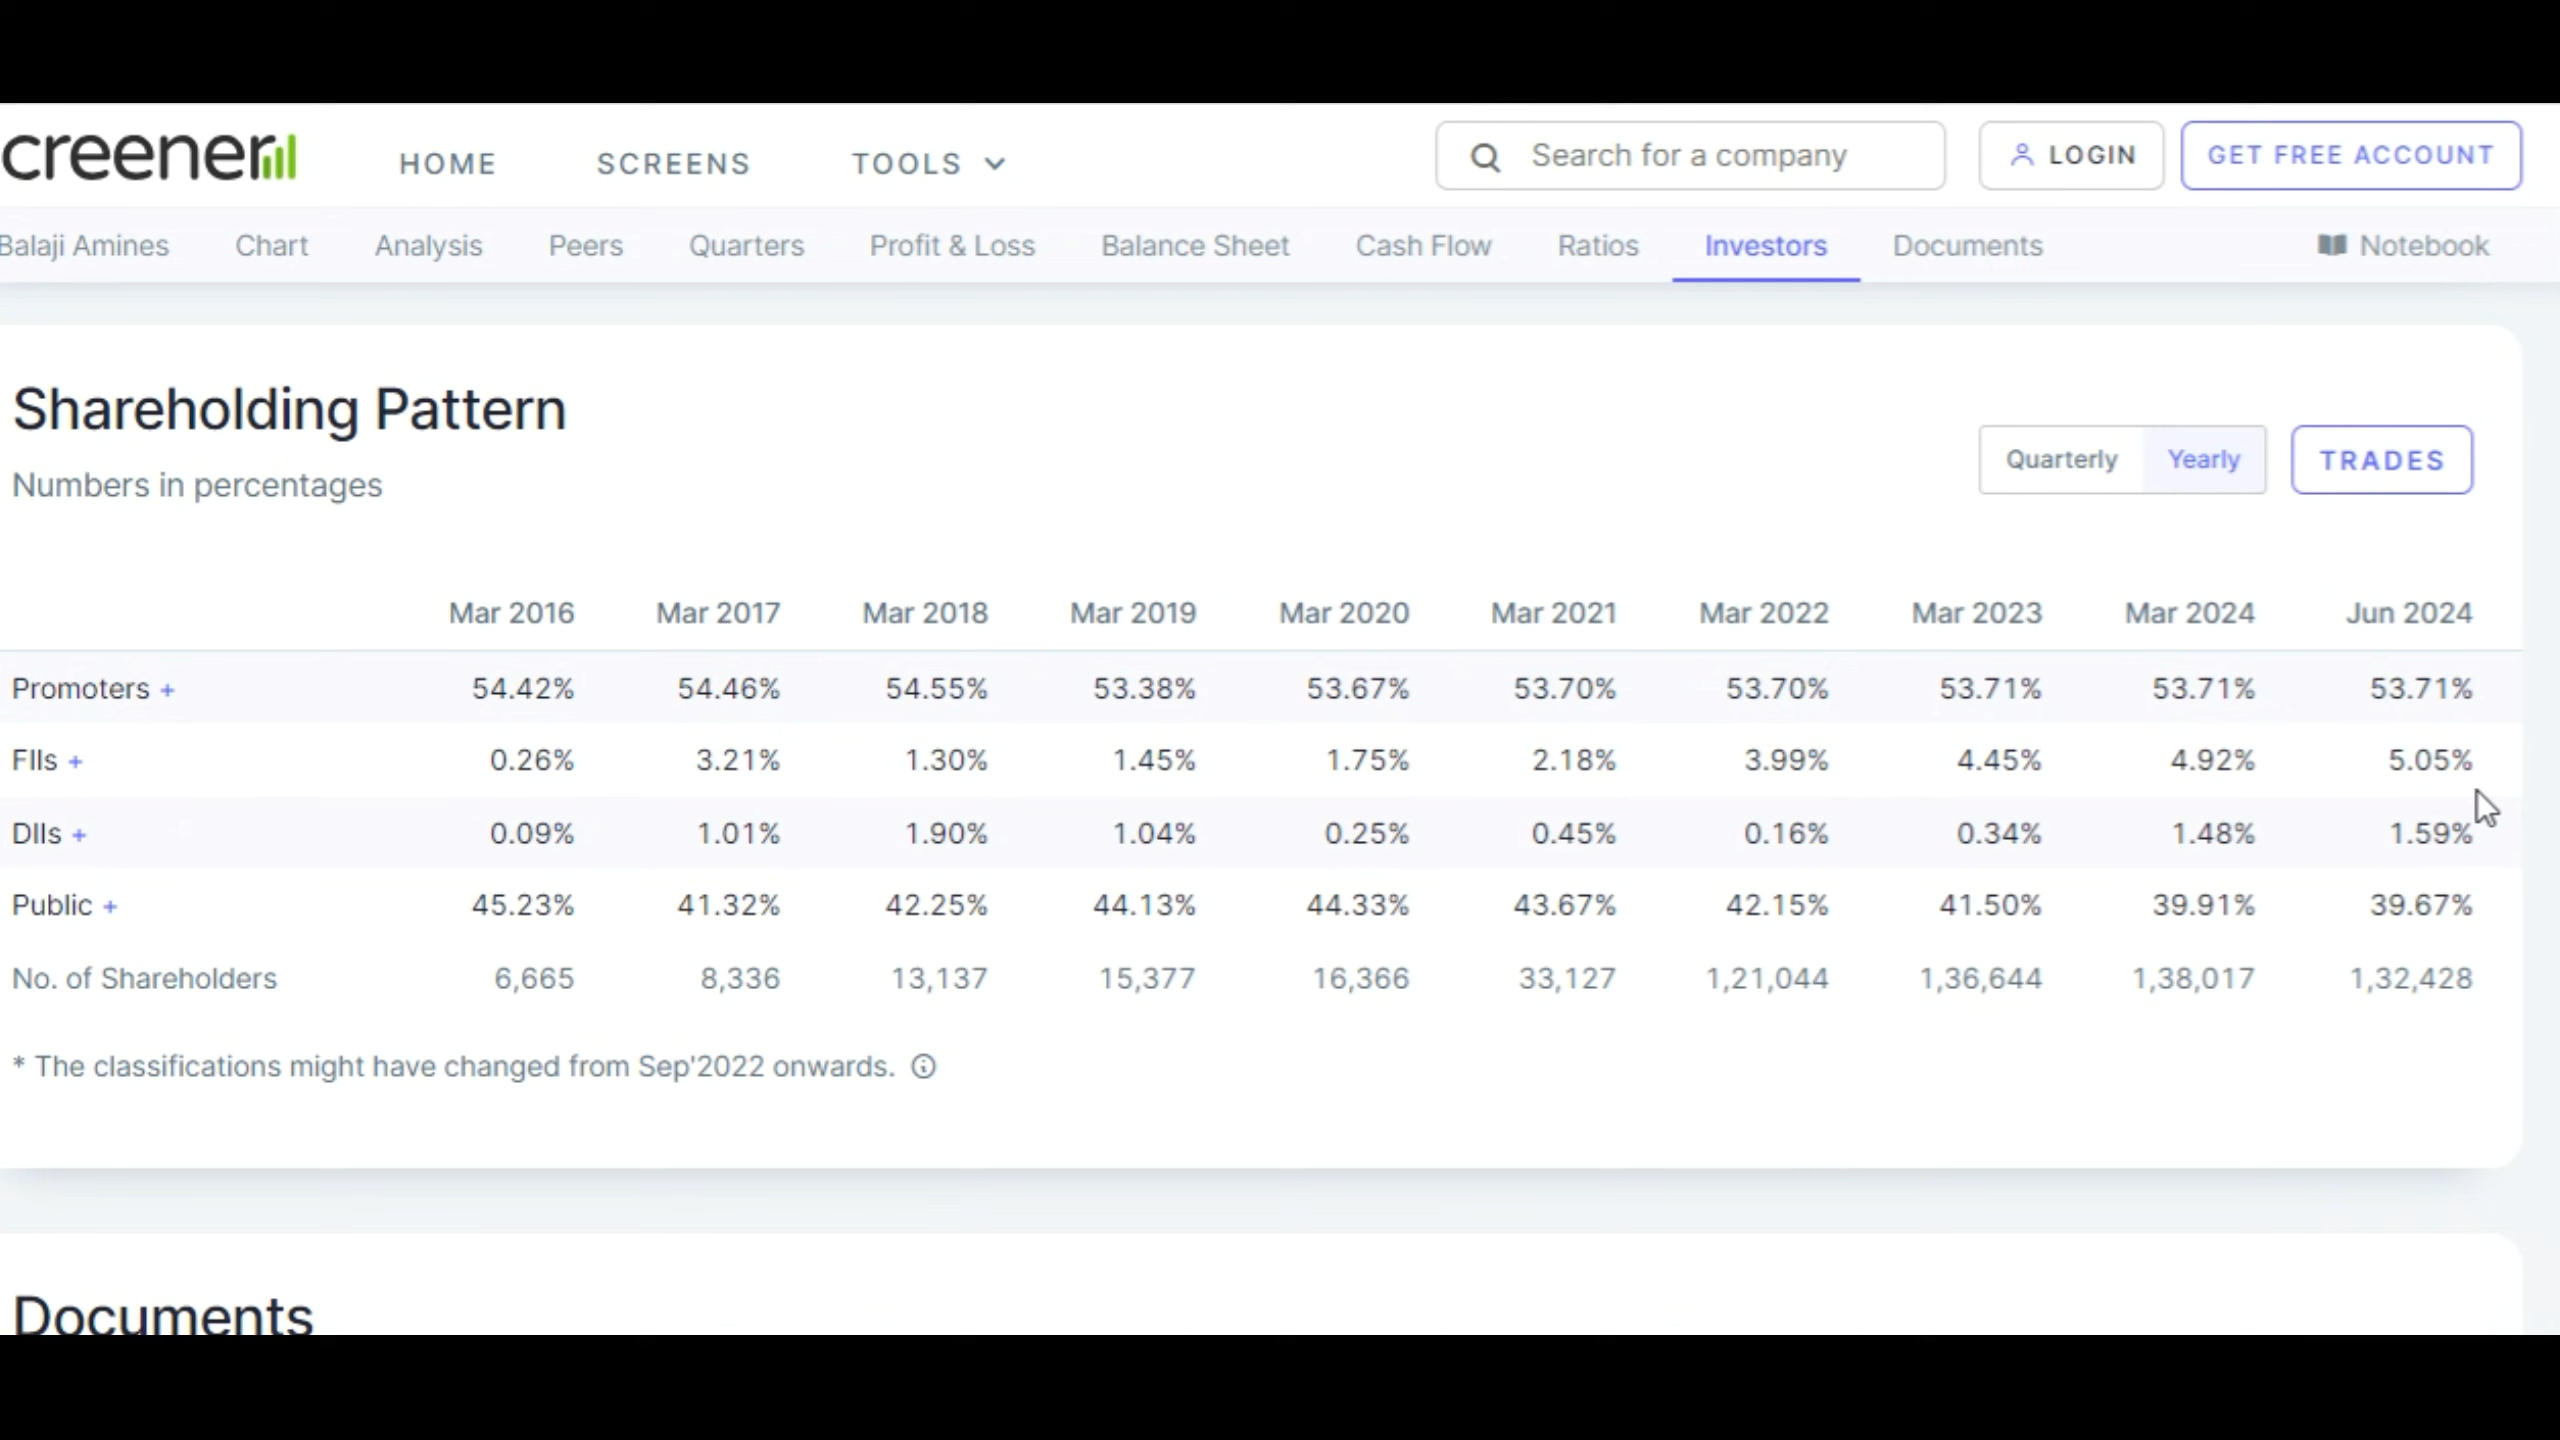 creener
HOME SCREENS TOOLS Search for a company LOGIN GET FREE ACCOUNT
Balaji Amines Chart Analysis Peers Quarters Profit & Loss Balance Sheet Cash Flow Ratios Investors Documents Notebook
Shareholding Pattern
Numbers in percentages
Quarterly Yearly TRADES
Mar 2016 Mar 2017 Mar 2018 Mar 2019 Mar 2020 Mar 2021 Mar 2022 Mar 2023 Mar 2024 Jun 2024
Promoters + 54.42% 54.46% 54.55% 53.38% 53.67% 53.70% 53.70% 53.71% 53.71% 53.71%
FIIs + 0.26% 3.21% 1.30% 1.45% 1.75% 2.18% 3.99% 4.45% 4.92% 5.05%
DIIs + 0.09% 1.01% 1.90% 1.04% 0.25% 0.45% 0.16% 0.34% 1.48% 1.59%
Public + 45.23% 41.32% 42.25% 44.13% 44.33% 43.67% 42.15% 41.50% 39.91% 39.67%
No. of Shareholders 6,665 8,336 13,137 15,377 16,366 33,127 1,21,044 1,36,644 1,38,017 1,32,428
* The classifications might have changed from Sep'2022 onwards.
Documents